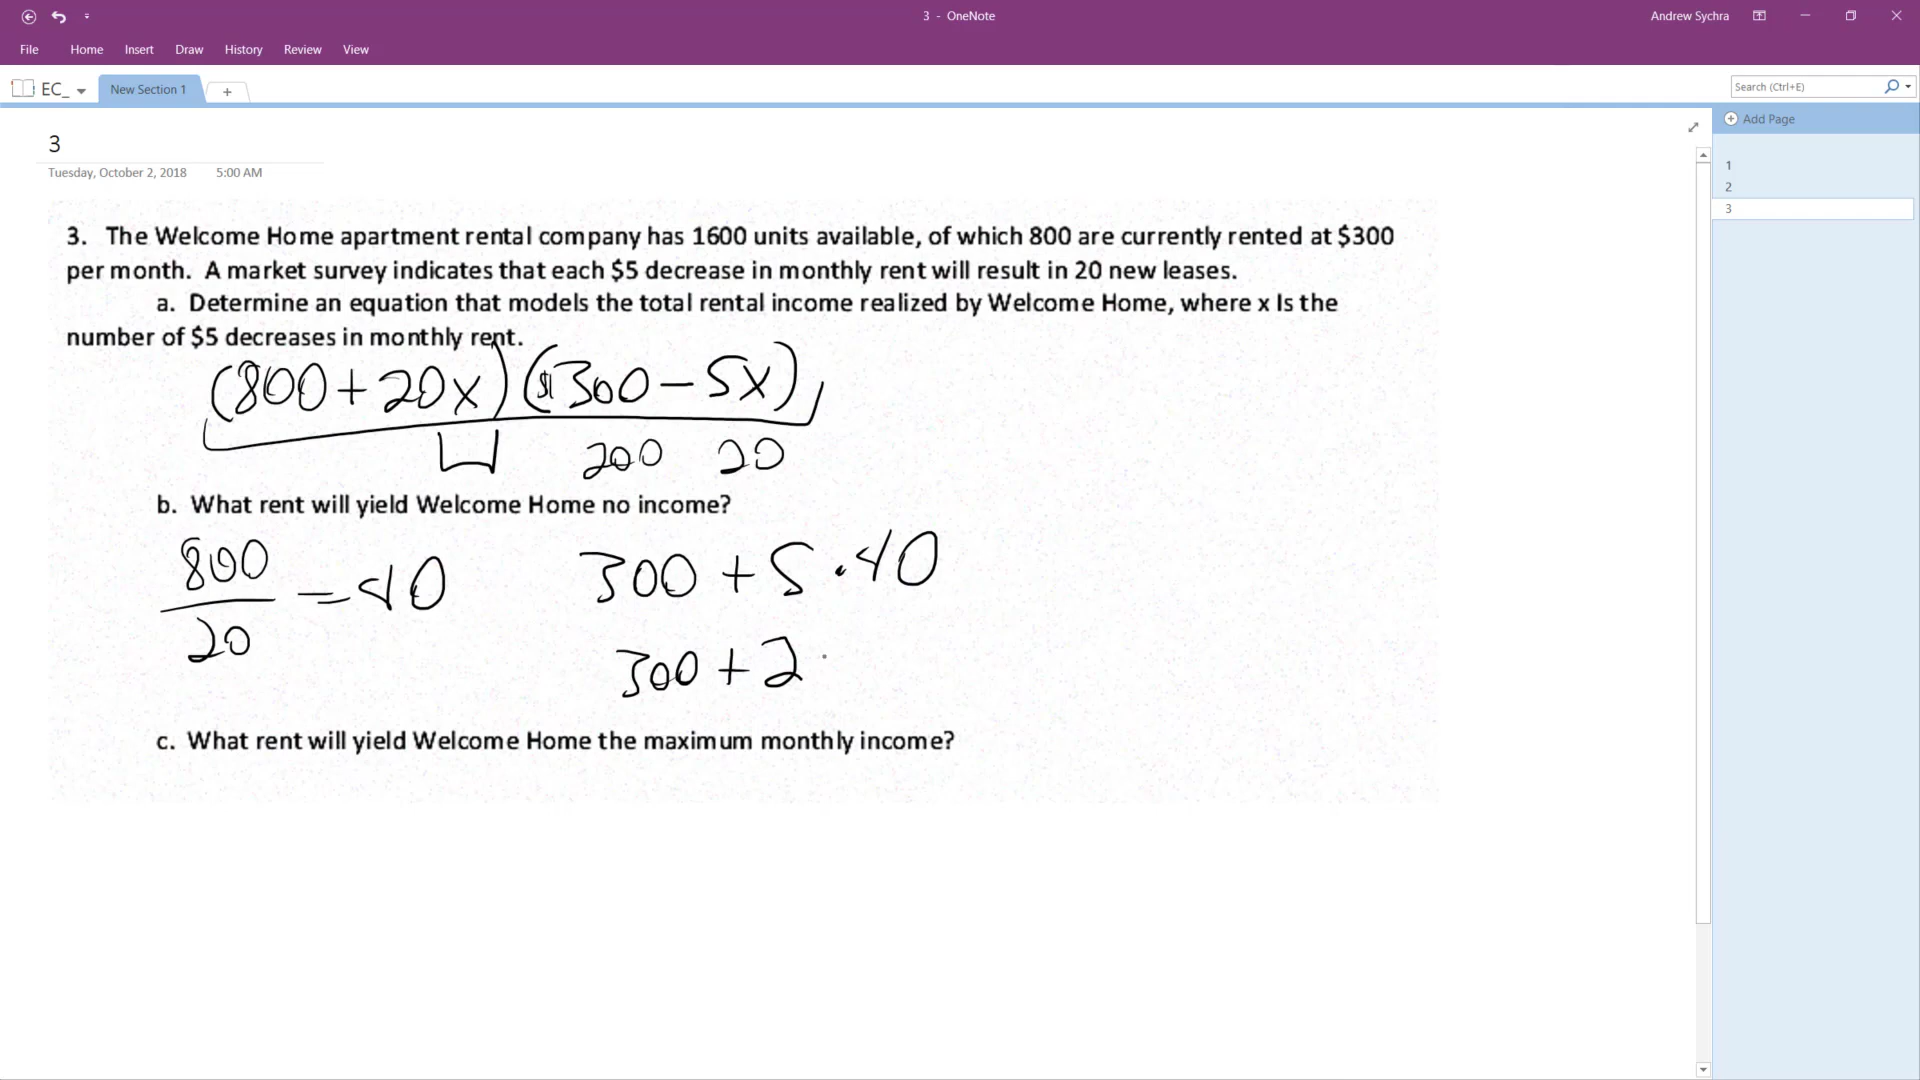 3 - OneNote
Andrew Sychra
File Home Insert Draw History Review View
EC_ New Section 1 +
Search (Ctrl+E)
Add Page
1
2
3
3
Tuesday, October 2, 2018 5:00 AM
3. The Welcome Home apartment rental company has 1600 units available, of which 800 are currently rented at $300
per month. A market survey indicates that each $5 decrease in monthly rent will result in 20 new leases.
a. Determine an equation that models the total rental income realized by Welcome Home, where x Is the
number of $5 decreases in monthly rent.
(800+20x)($300-5x)
200 20
b. What rent will yield Welcome Home no income?
800
20
=40
300+5·40
300+2
c. What rent will yield Welcome Home the maximum monthly income?